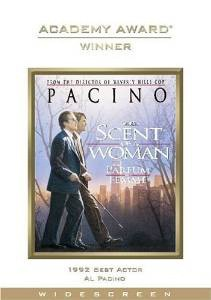 ACADEMY AWARD®
WINNER
FROM THE DIRECTOR OF BEVERLY HILLS COP
PACINO
SCENT
WOMAN
PARFUM
1992 BEST ACTOR
AL PACINO
WIDESCREEN